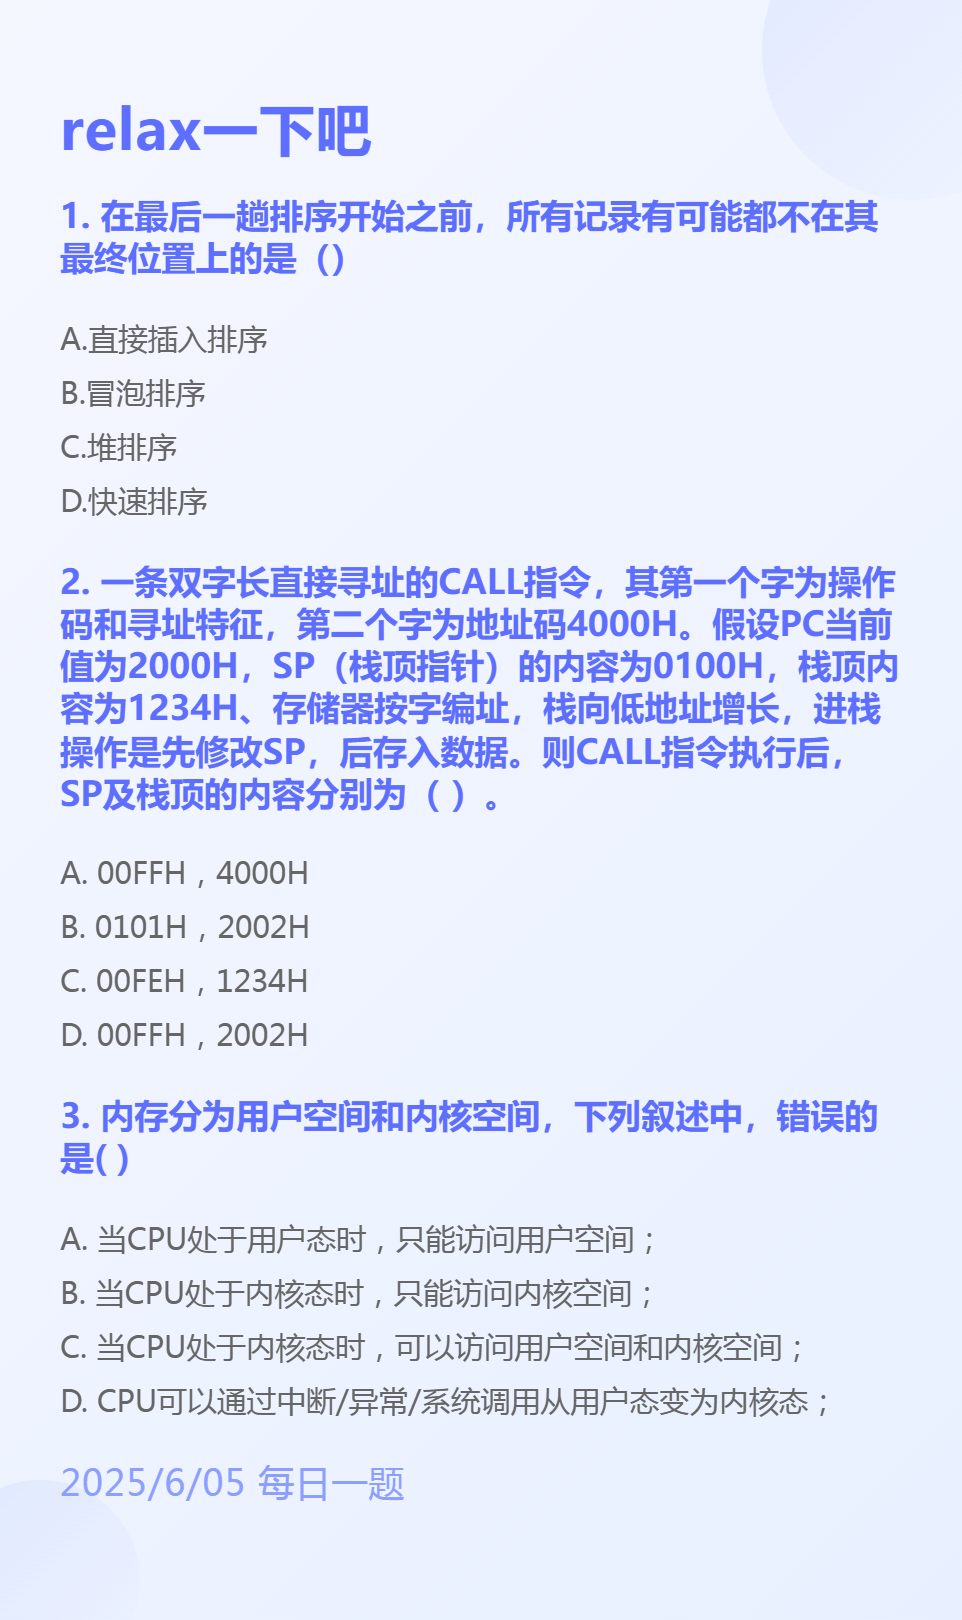 relax一下吧
1. 在最后一趟排序开始之前，所有记录有可能都不在其
最终位置上的是（）
A.直接插入排序
B.冒泡排序
C.堆排序
D.快速排序
2. 一条双字长直接寻址的CALL指令，其第一个字为操作
码和寻址特征，第二个字为地址码4000H。假设PC当前
值为2000H，SP（栈顶指针）的内容为0100H，栈顶内
容为1234H、存储器按字编址，栈向低地址增长，进栈
操作是先修改SP，后存入数据。则CALL指令执行后，
SP及栈顶的内容分别为（ ）。
A. 00FFH，4000H
B. 0101H，2002H
C. 00FEH，1234H
D. 00FFH，2002H
3. 内存分为用户空间和内核空间，下列叙述中，错误的
是( )
A. 当CPU处于用户态时，只能访问用户空间；
B. 当CPU处于内核态时，只能访问内核空间；
C. 当CPU处于内核态时，可以访问用户空间和内核空间；
D. CPU可以通过中断/异常/系统调用从用户态变为内核态；
2025/6/05 每日一题